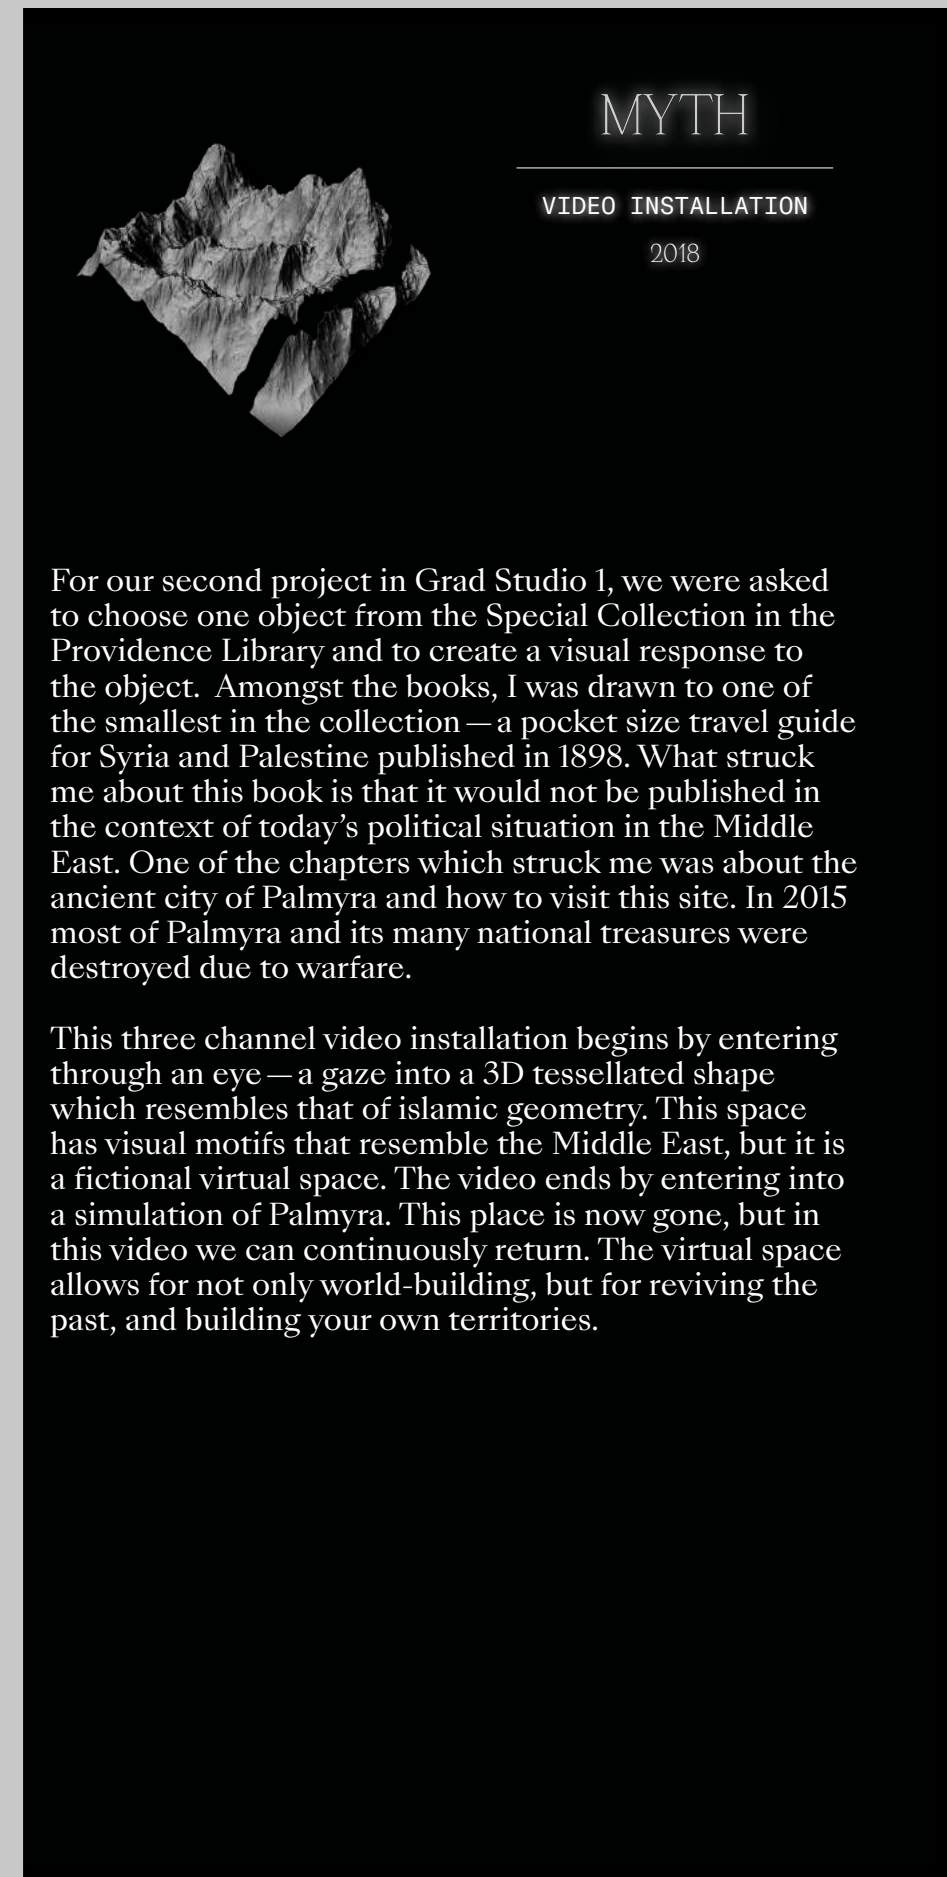 MYTH
VIDEO INSTALLATION
2018
For our second project in Grad Studio 1, we were asked
to choose one object from the Special Collection in the
Providence Library and to create a visual response to
the object.  Amongst the books, I was drawn to one of
the smallest in the collection — a pocket size travel guide
for Syria and Palestine published in 1898. What struck
me about this book is that it would not be published in
the context of today’s political situation in the Middle
East. One of the chapters which struck me was about the
ancient city of Palmyra and how to visit this site. In 2015
most of Palmyra and its many national treasures were
destroyed due to warfare.
This three channel video installation begins by entering
through an eye — a gaze into a 3D tessellated shape
which resembles that of islamic geometry. This space
has visual motifs that resemble the Middle East, but it is
a fictional virtual space. The video ends by entering into
a simulation of Palmyra. This place is now gone, but in
this video we can continuously return. The virtual space
allows for not only world-building, but for reviving the
past, and building your own territories.